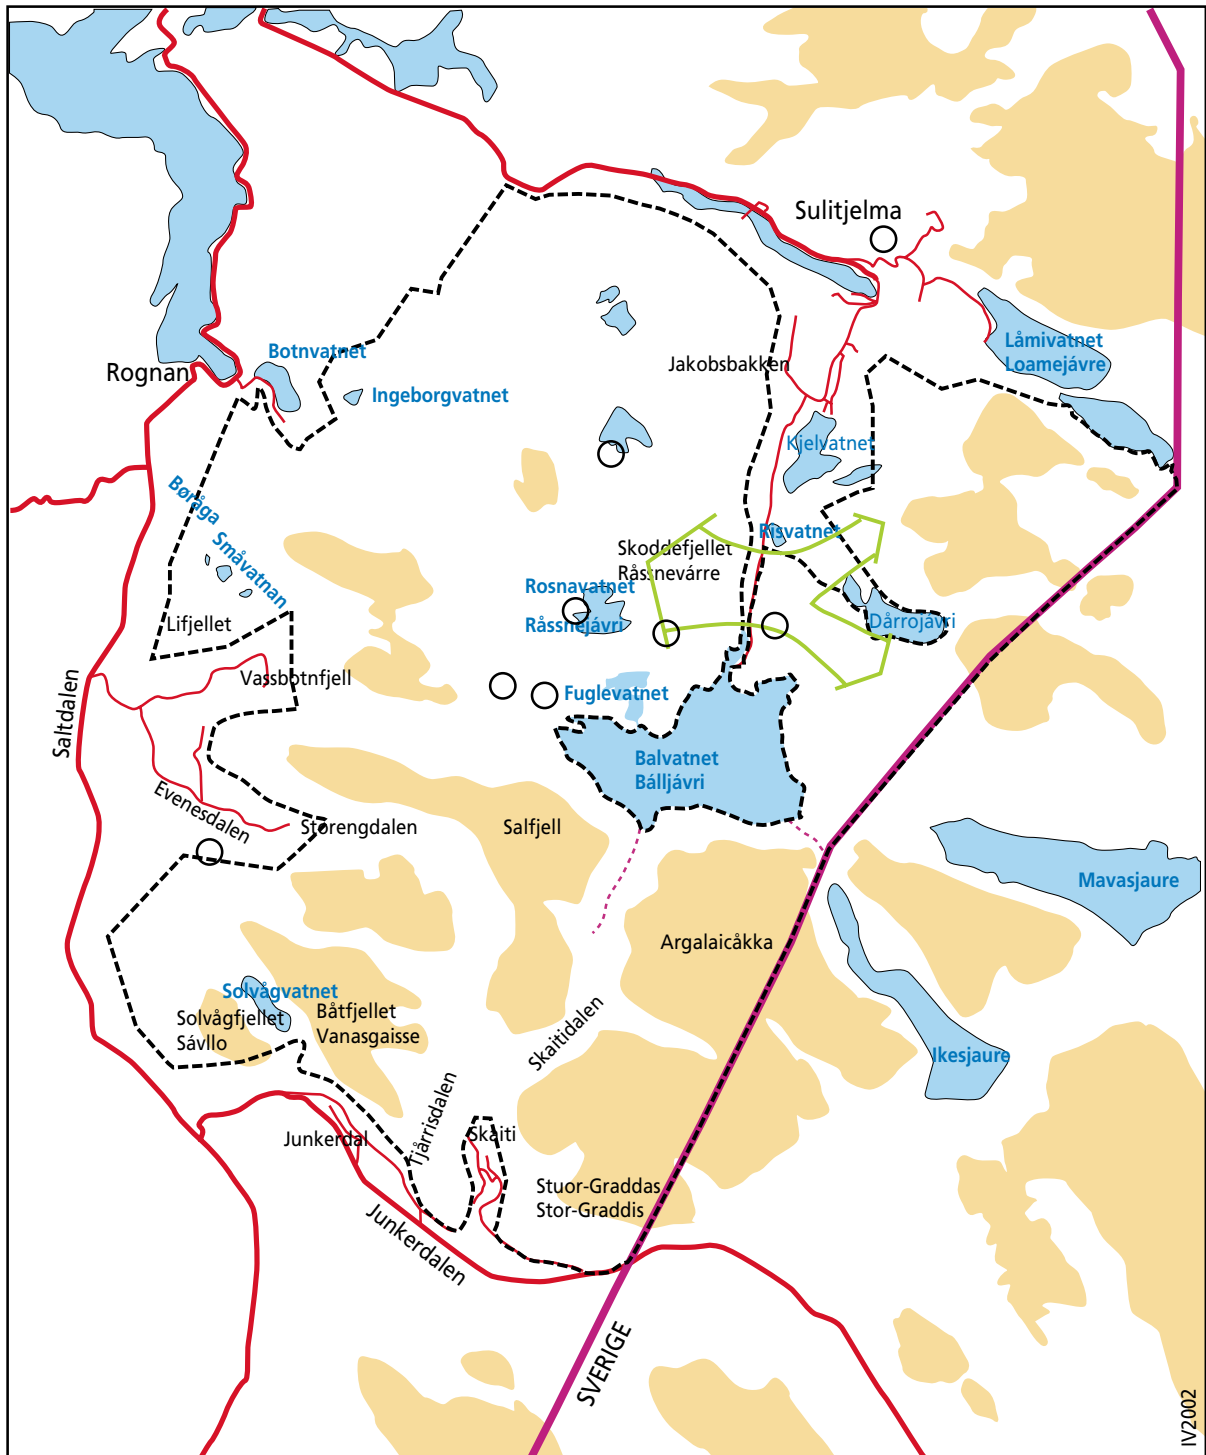 Sulitjelma
Botnvatnet
Låmivatnet
Loamejávre
Rognan
Jakobsbakken
Ingeborgvatnet
Kjelvatnet
Børåga
Småvatnan
Risvatnet
Skoddefjellet
Råssnevárre
Rosnavatnet
Råssnejávri
Dårrojávri
Lifjellet
Vassbotnfjell
Fuglevatnet
Saltdalen
Balvatnet
Bálljávri
Evenesdalen
Storengdalen
Salfjell
Mavasjaure
Argalaicåkka
Solvågvatnet
Solvågfjellet
Sávllo
Båtfjellet
Vanasgaisse
Skaitidalen
Ikesjaure
Tjårrisdalen
Junkerdal
Skaiti
Stuor-Graddas
Stor-Graddis
Junkerdalen
SVERIGE
IV2002